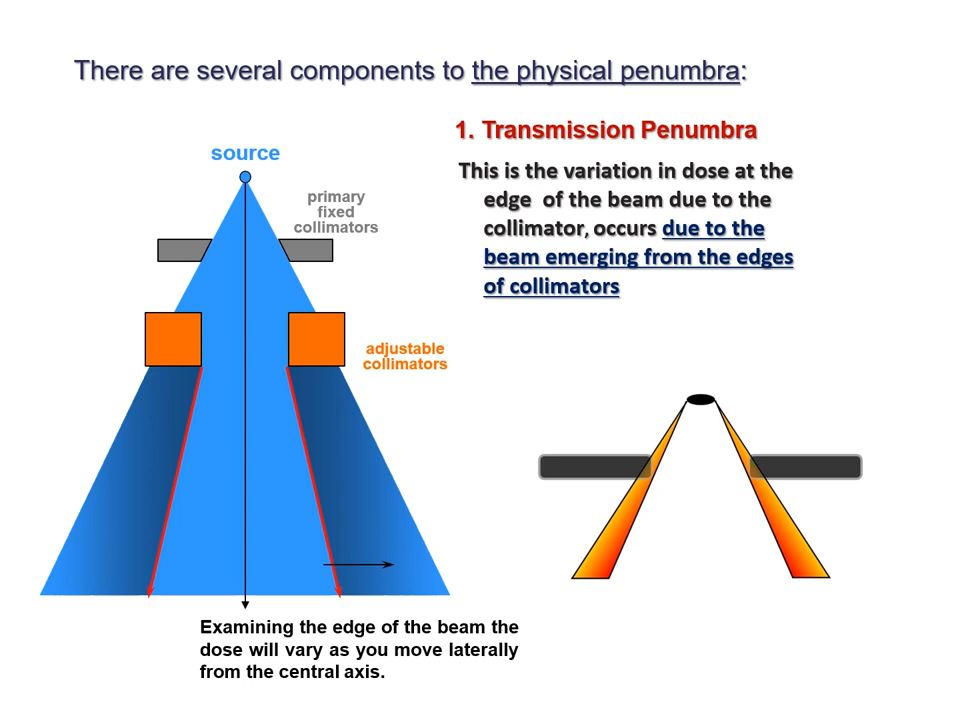 There are several components to the physical penumbra:
1. Transmission Penumbra
This is the variation in dose at the
edge of the beam due to the
collimator, occurs due to the
beam emerging from the edges
of collimators
source
primary
fixed
collimators
adjustable
collimators
Examining the edge of the beam the
dose will vary as you move laterally
from the central axis.